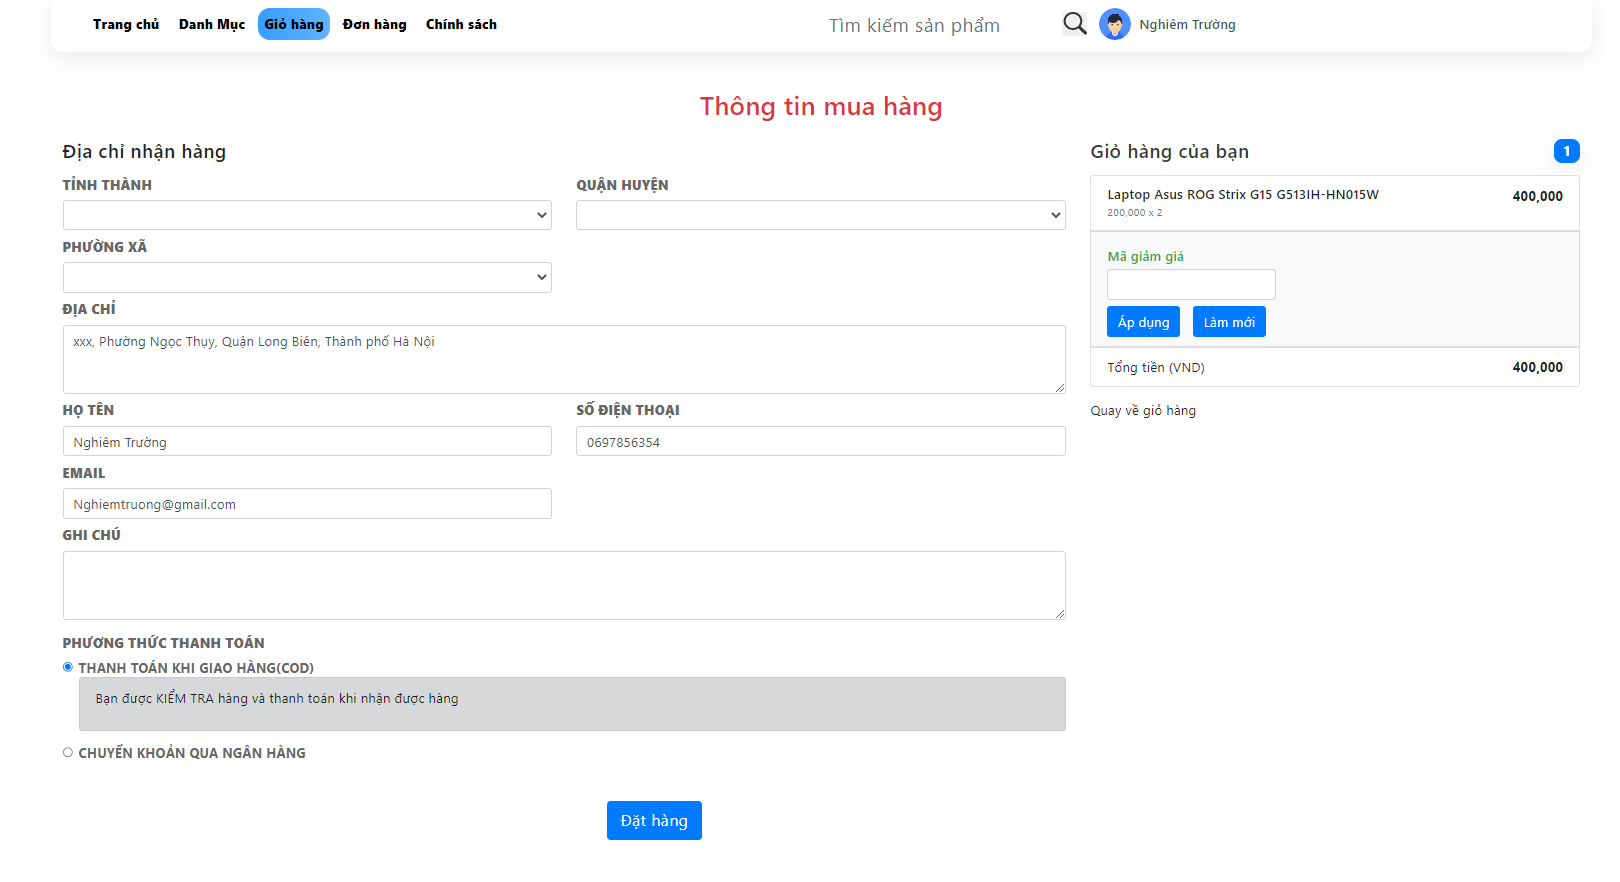 Trang chủ Danh Mục Giỏ hàng Đơn hàng Chính sách Tìm kiếm sản phẩm Nghiêm Trường
Thông tin mua hàng
Địa chỉ nhận hàng
TỈNH THÀNH QUẬN HUYỆN
PHƯỜNG XÃ
ĐỊA CHỈ
xxx, Phường Ngọc Thụy, Quận Long Biên, Thành phố Hà Nội
HỌ TÊN SỐ ĐIỆN THOẠI
Nghiêm Trường 0697856354
EMAIL
Nghiemtruong@gmail.com
GHI CHÚ
PHƯƠNG THỨC THANH TOÁN
THANH TOÁN KHI GIAO HÀNG(COD)
Bạn được KIỂM TRA hàng và thanh toán khi nhận được hàng
CHUYỂN KHOẢN QUA NGÂN HÀNG
Đặt hàng
Giỏ hàng của bạn 1
Laptop Asus ROG Strix G15 G513IH-HN015W 400,000
200,000 x 2
Mã giảm giá
Áp dụng Làm mới
Tổng tiền (VND) 400,000
Quay về giỏ hàng